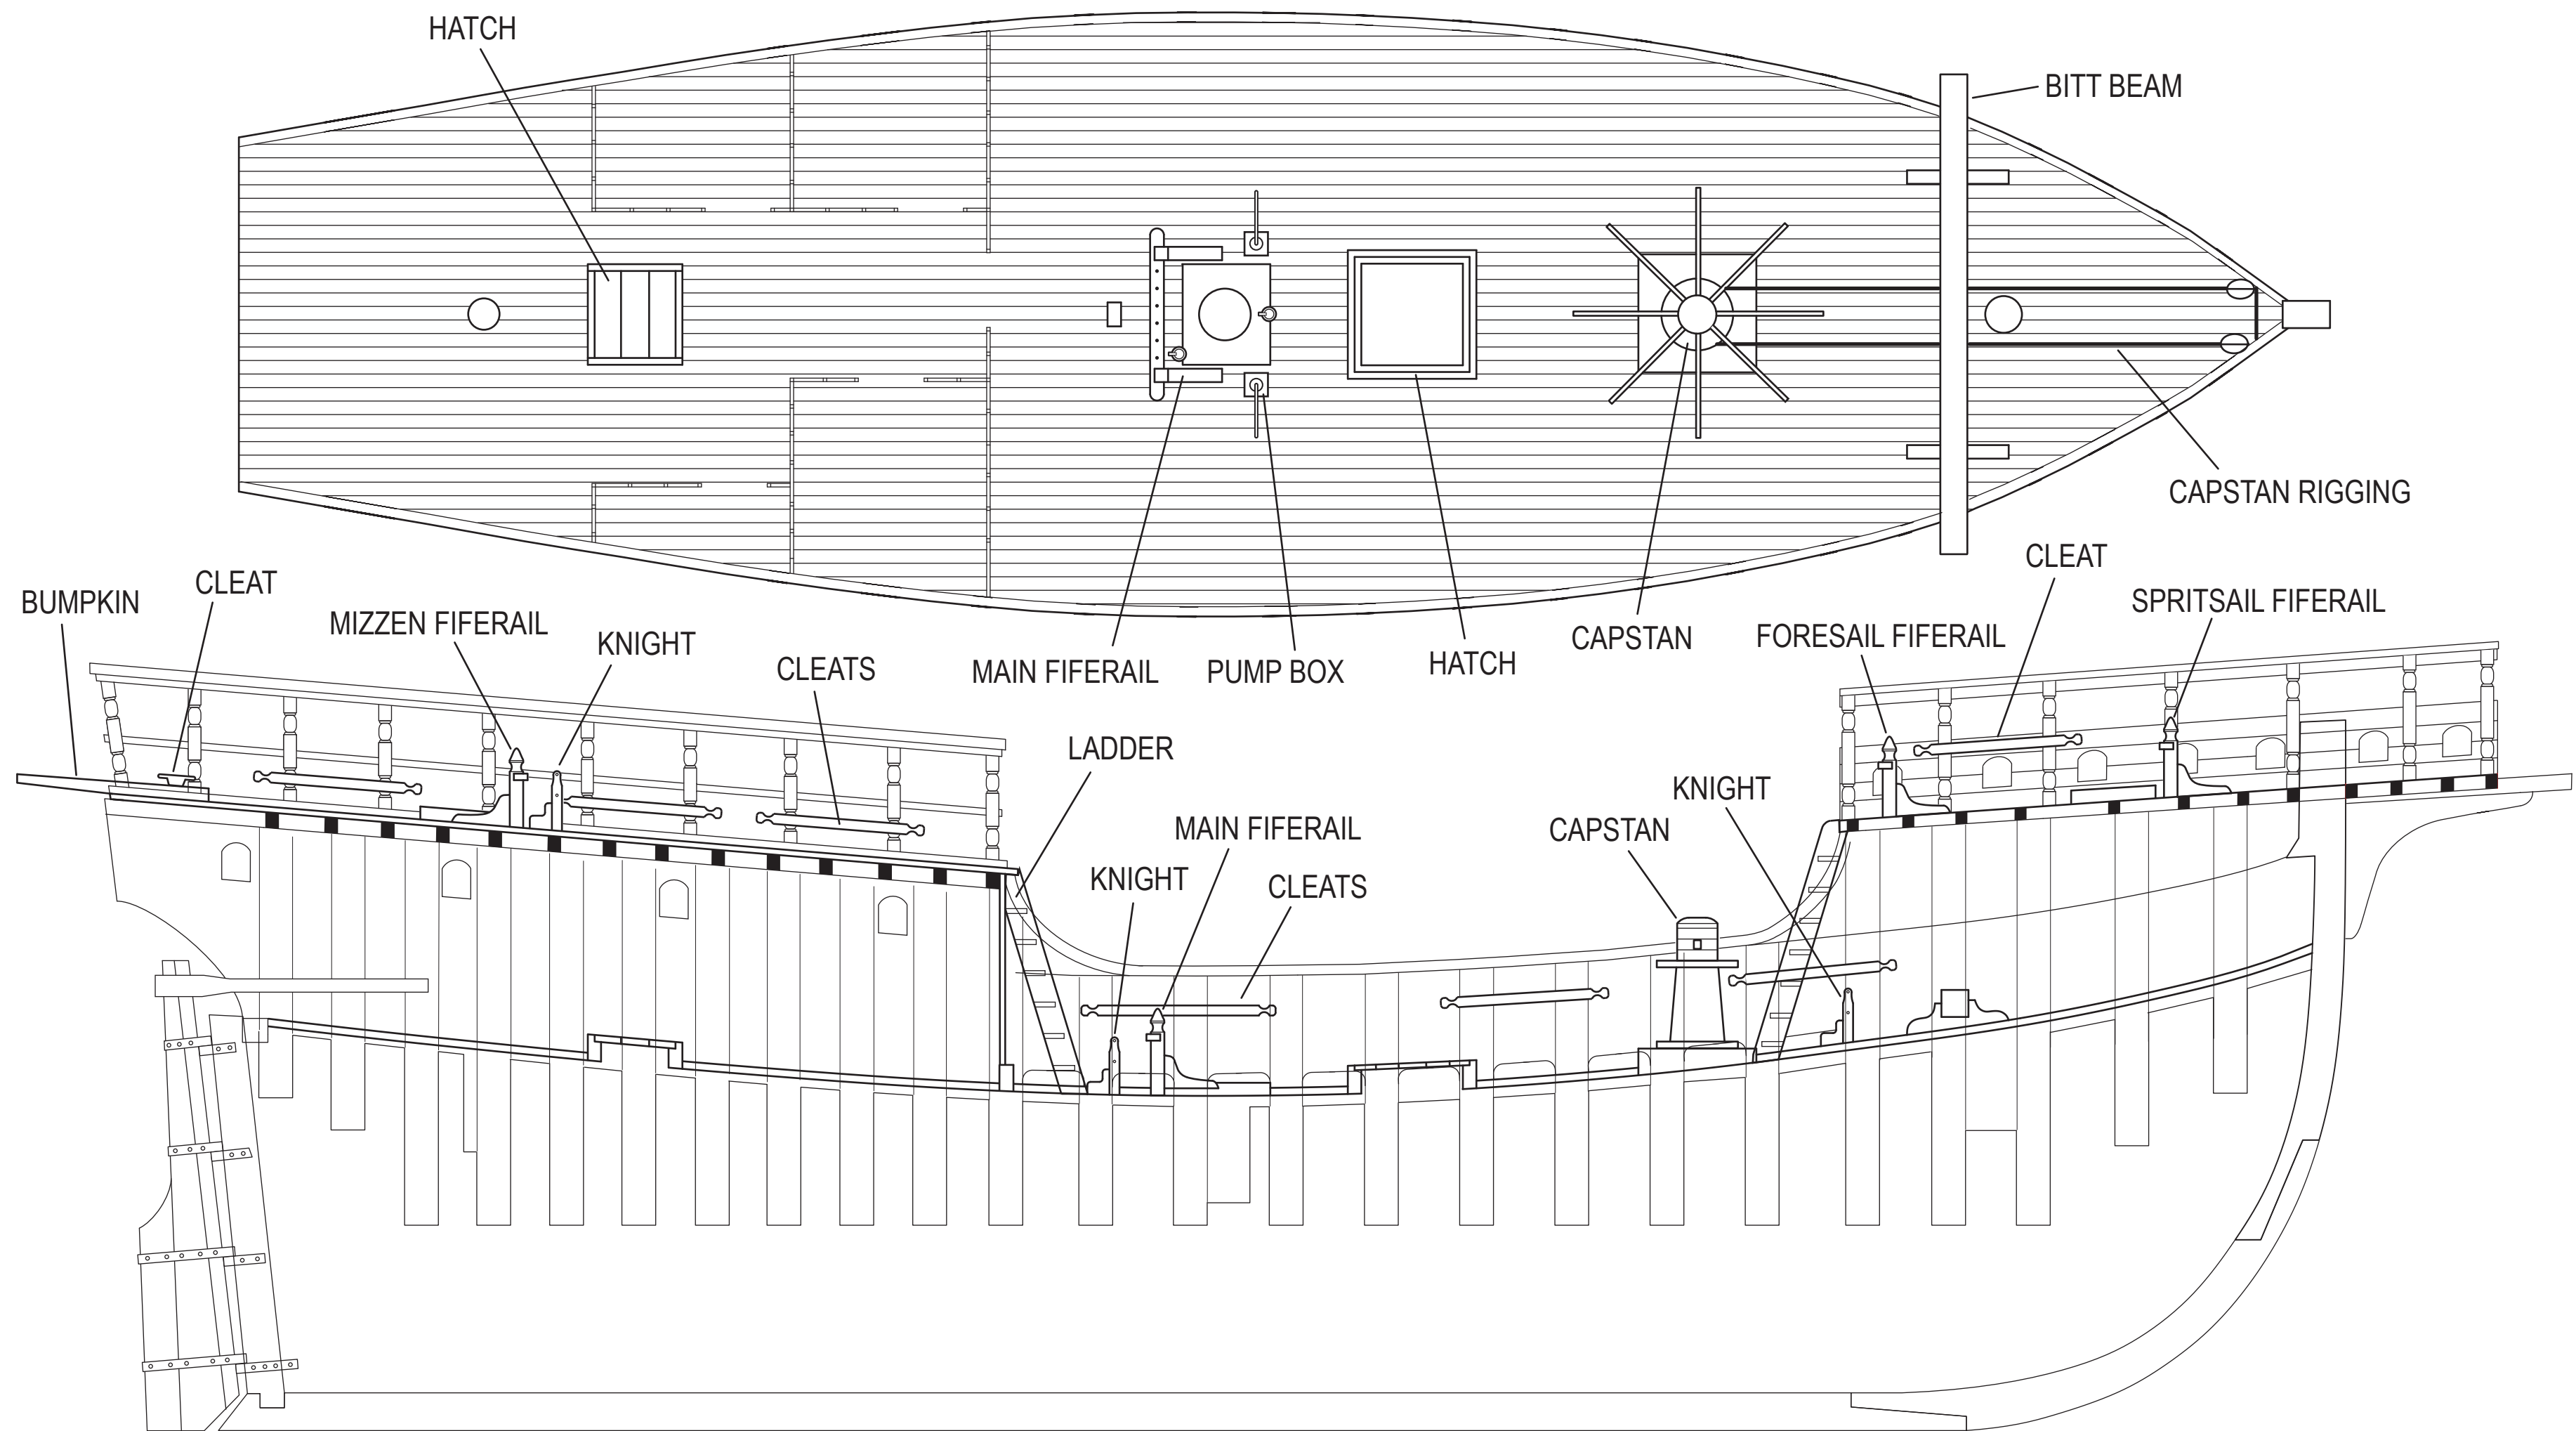 HATCH
BITT BEAM
CAPSTAN RIGGING
CLEAT
BUMPKIN
CLEAT
MIZZEN FIFERAIL
KNIGHT
CLEATS
MAIN FIFERAIL
PUMP BOX
HATCH
CAPSTAN
FORESAIL FIFERAIL
SPRITSAIL FIFERAIL
LADDER
KNIGHT
MAIN FIFERAIL
CAPSTAN
KNIGHT
CLEATS